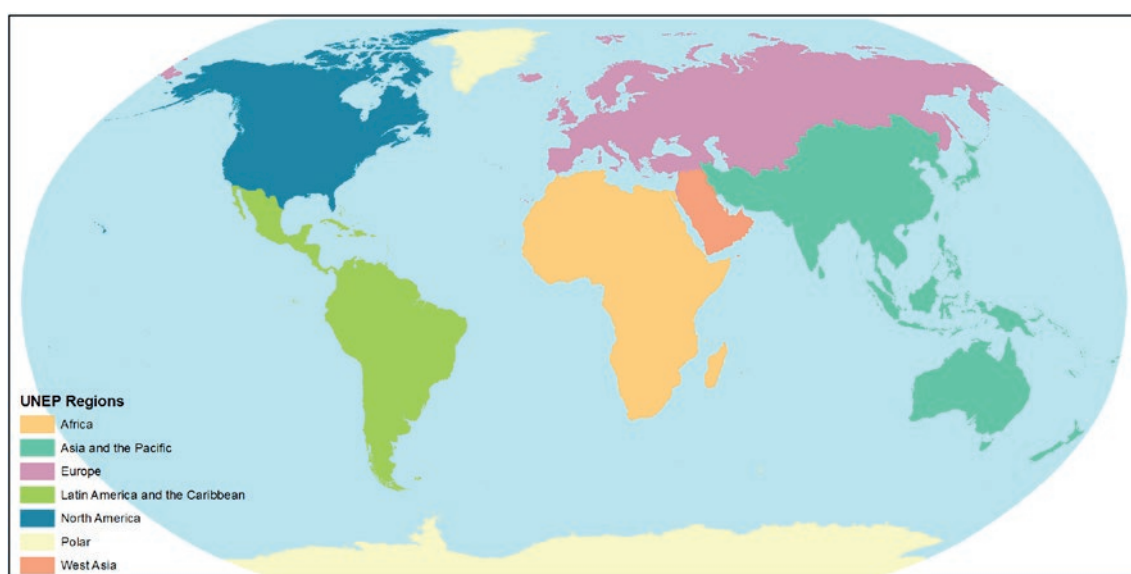 UNEP Regions
Africa
Asia and the Pacific
Europe
Latin America and the Caribbean
North America
Polar
West Asia